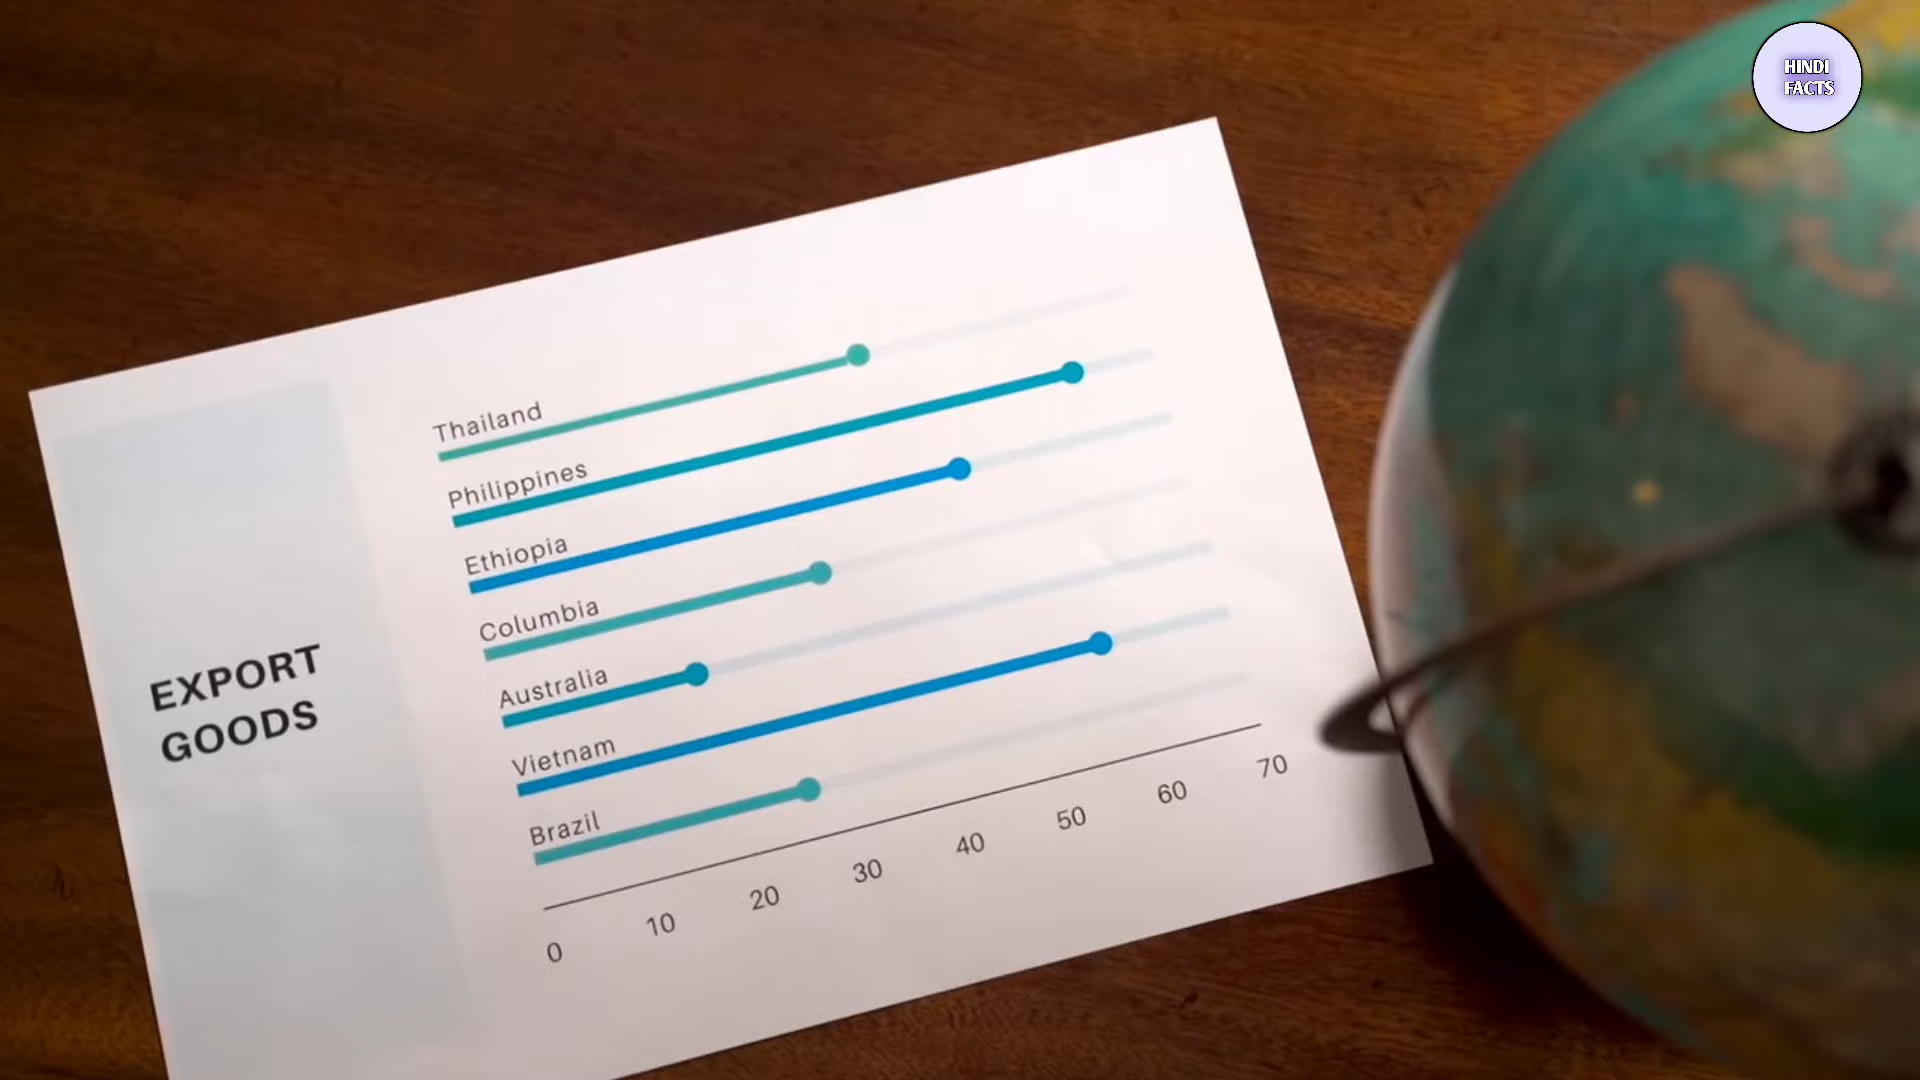 HINDI
FACTS
EXPORT
GOODS
Thailand
Philippines
Ethiopia
Columbia
Australia
Vietnam
Brazil
0 10 20 30 40 50 60 70